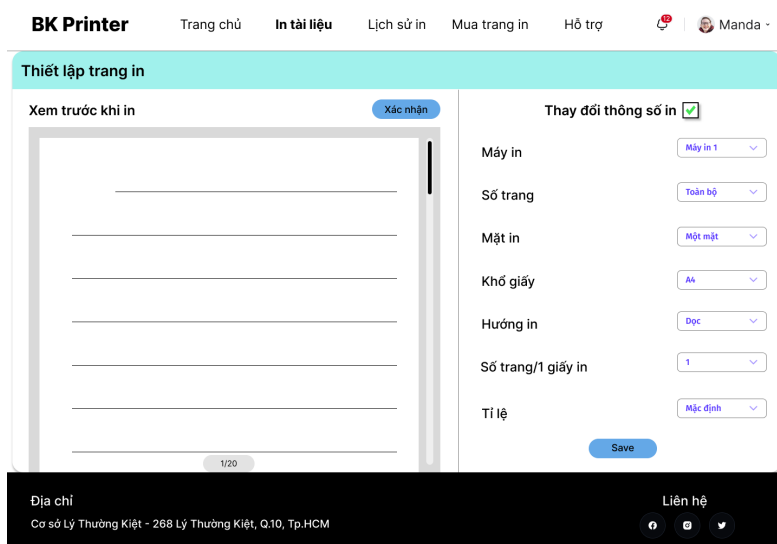 BK Printer Trang chủ In tài liệu Lịch sử in Mua trang in Hỗ trợ 12 Manda
Thiết lập trang in
Xem trước khi in Xác nhận
1/20
Thay đổi thông số in
Máy in Máy in 1
Số trang Toàn bộ
Mặt in Một mặt
Khổ giấy A4
Hướng in Dọc
Số trang/1 giấy in 1
Tỉ lệ Mặc định
Save
Địa chỉ
Cơ sở Lý Thường Kiệt - 268 Lý Thường Kiệt, Q.10, Tp.HCM
Liên hệ